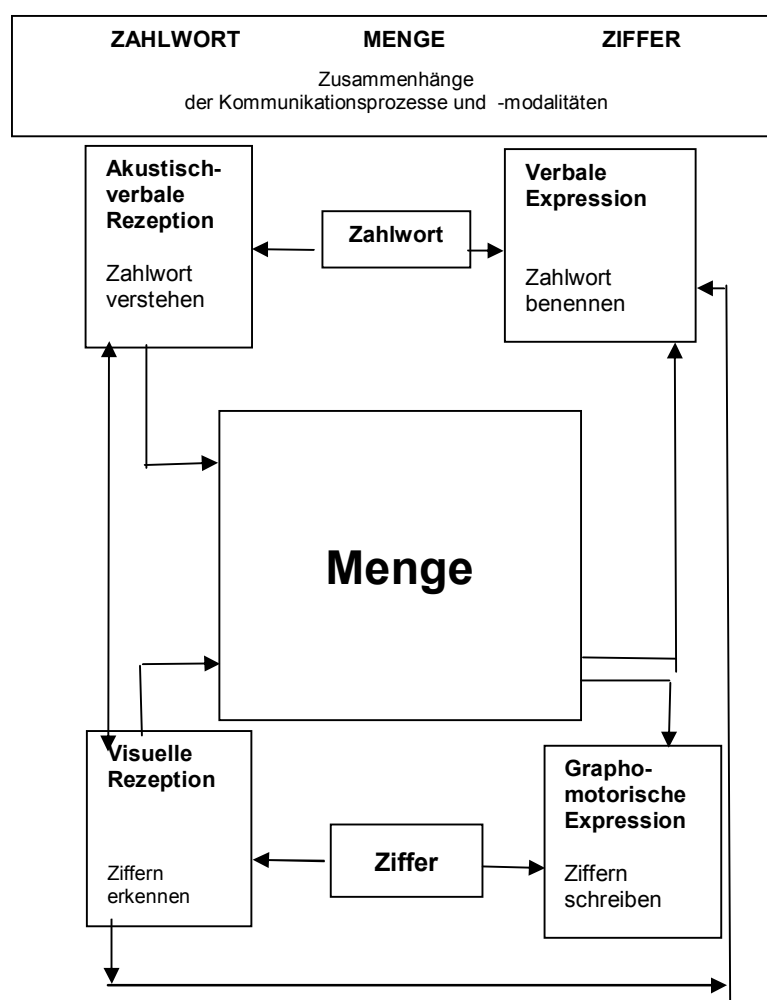 ZAHLWORT MENGE ZIFFER
Zusammenhänge
der Kommunikationsprozesse und -modalitäten
Akustisch-
verbale
Rezeption
Zahlwort
verstehen
Zahlwort
Verbale
Expression
Zahlwort
benennen
Menge
Visuelle
Rezeption
Ziffern
erkennen
Ziffer
Grapho-
motorische
Expression
Ziffern
schreiben